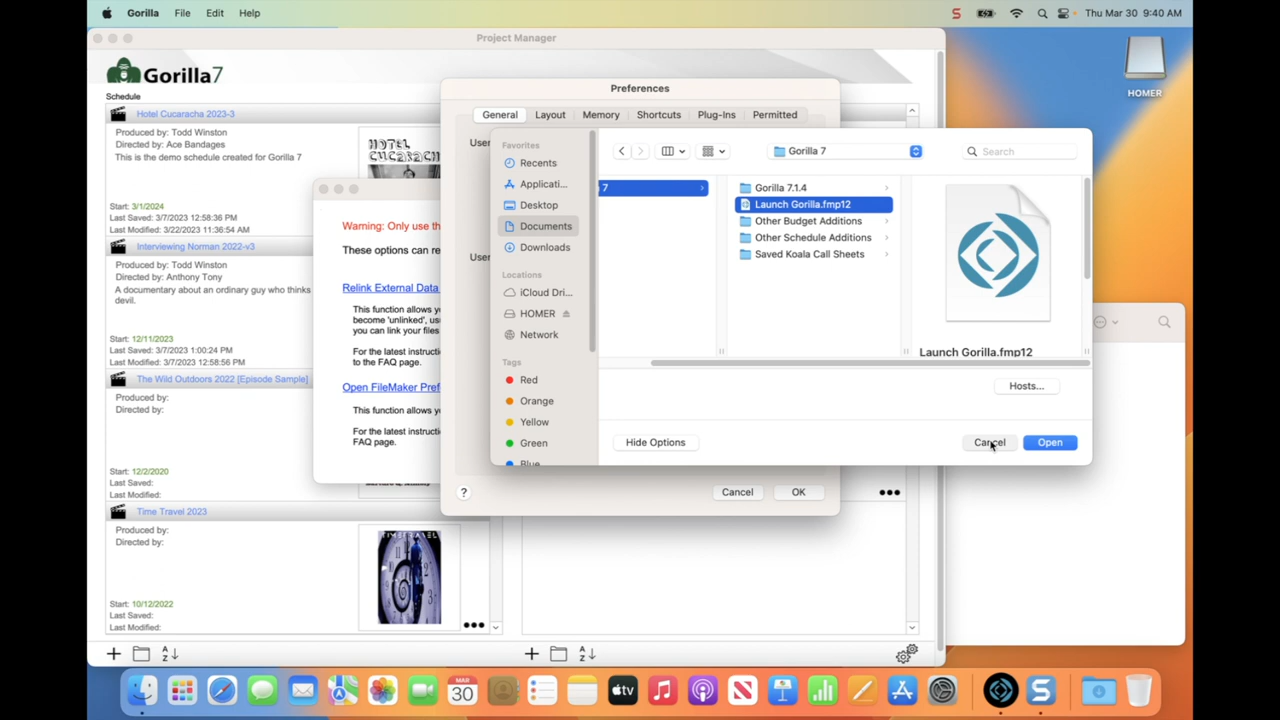 Gorilla File Edit Help
Thu Mar 30 9:40 AM
Project Manager
Gorilla7
Schedule
Hotel Cucaracha 2023-3
Produced by: Todd Winston
Directed by: Ace Bandages
This is the demo schedule created for Gorilla 7
HOTEL
CUCARACH
Start: 3/1/2024
Last Saved: 3/7/2023 12:58:36 PM
Last Modified: 3/22/2023 11:36:54 AM
Interviewing Norman 2022-v3
Produced by: Todd Winston
Directed by: Anthony Tony
A documentary about an ordinary guy who thinks
devil.
Start: 12/11/2023
Last Saved: 3/7/2023 1:00:24 PM
Last Modified: 3/7/2023 12:58:56 PM
The Wild Outdoors 2022 [Episode Sample]
Produced by:
Directed by:
Start: 12/2/2020
Last Saved:
Last Modified:
Time Travel 2023
Produced by:
Directed by:
TIMETRAVEL
Start: 10/12/2022
Last Saved:
Last Modified:
Warning: Only use th
These options can re
Relink External Data
This function allows y
become 'unlinked', us
you can link your files
For the latest instructi
to the FAQ page.
Open FileMaker Pref
This function allows y
For the latest instructi
FAQ page.
Preferences
General Layout Memory Shortcuts Plug-Ins Permitted
User
User
Cancel OK
?
Favorites
Recents
Applicati...
Desktop
Documents
Downloads
Locations
iCloud Dri...
HOMER
Network
Tags
Red
Orange
Yellow
Green
Blue
Gorilla 7
Search
7
Gorilla 7.1.4
Launch Gorilla.fmp12
Other Budget Additions
Other Schedule Additions
Saved Koala Call Sheets
Launch Gorilla.fmp12
Hosts...
Hide Options
Cancel Open
HOMER
MAR
30
tv